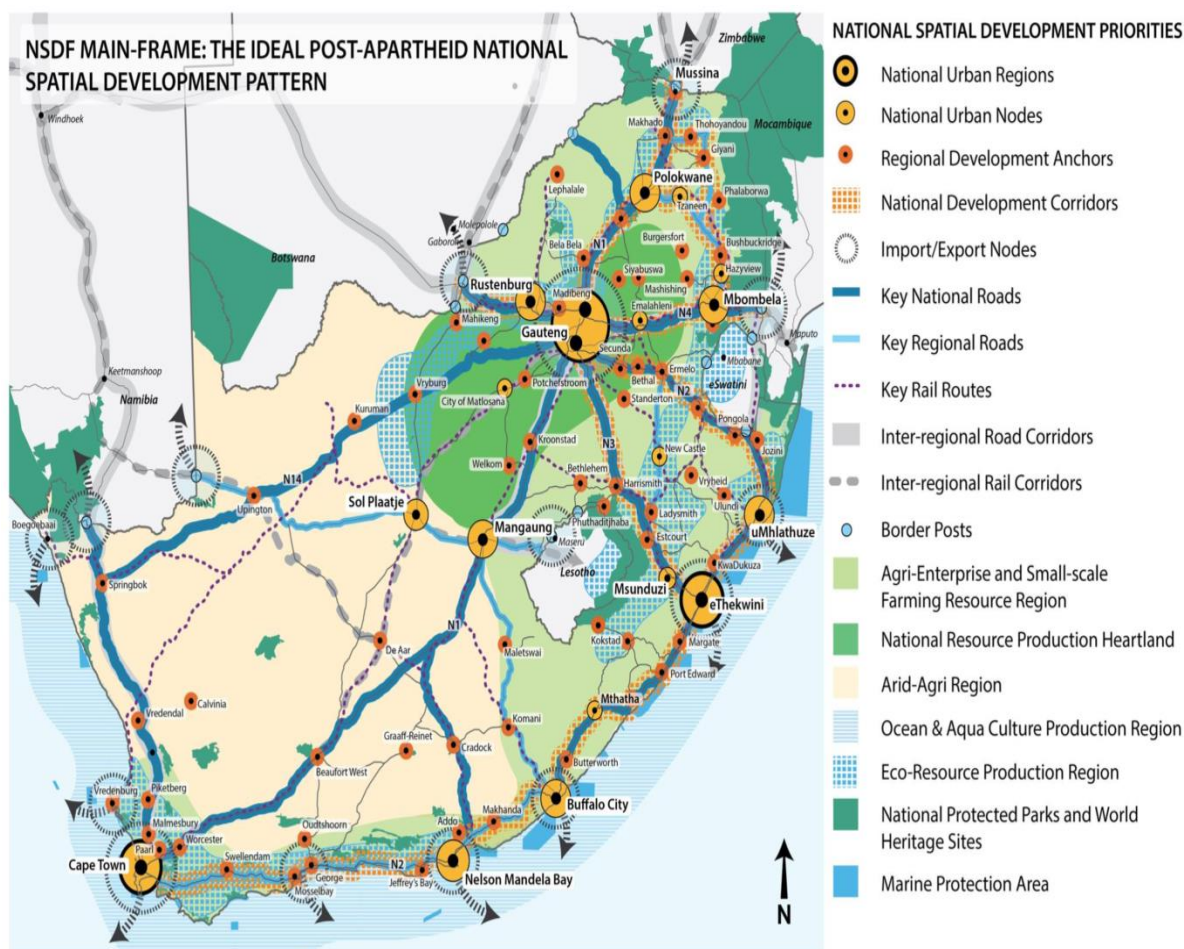 NSDF MAIN-FRAME: THE IDEAL POST-APARTHEID NATIONAL
SPATIAL DEVELOPMENT PATTERN
Zimbabwe
Mussina
Windhoek
Makhado
Thohoyandou
Mocambique
Giyani
Polokwane
Lephalale
Phalaborwa
Tzaneen
Molepolole
Gaborone
N1
Burgersfort
Bushbuckridge
Botswana
Bela Bela
Hazyview
Siyabuswa
Rustenburg
Mashishing
Mbombela
Madibeng
Emalahleni
Mahikeng
N4
Gauteng
Maputo
Secunda
Mbabane
Keetmanshoop
Ermelo
Vryburg
Potchefstroom
Bethal
eSwatini
Namibia
City of Matlosana
Standerton
N2
Kuruman
Pongola
Kroonstad
N3
New Castle
Jozini
Welkom
Bethlehem
N14
Vryheid
Harrismith
Upington
Sol Plaatje
Ulundi
Boegoebaai
Mangaung
Phuthaditjhaba
Ladysmith
uMhlathuze
Maseru
Estcourt
Lesotho
KwaDukuza
Springbok
Msunduzi
eThekwini
N1
De Aar
Maletswai
Kokstad
Margate
Port Edward
Calvinia
Mthatha
Vredendal
Komani
Graaff-Reinet
Cradock
Beaufort West
Butterworth
Vredenburg
Piketberg
Buffalo City
Malmesbury
Oudtshoorn
Addo
Makhanda
Paarl
Worcester
Cape Town
Swellendam
N2
George
Nelson Mandela Bay
Mosselbay
Jeffrey's Bay
N
NATIONAL SPATIAL DEVELOPMENT PRIORITIES
National Urban Regions
National Urban Nodes
Regional Development Anchors
National Development Corridors
Import/Export Nodes
Key National Roads
Key Regional Roads
Key Rail Routes
Inter-regional Road Corridors
Inter-regional Rail Corridors
Border Posts
Agri-Enterprise and Small-scale
Farming Resource Region
National Resource Production Heartland
Arid-Agri Region
Ocean & Aqua Culture Production Region
Eco-Resource Production Region
National Protected Parks and World
Heritage Sites
Marine Protection Area